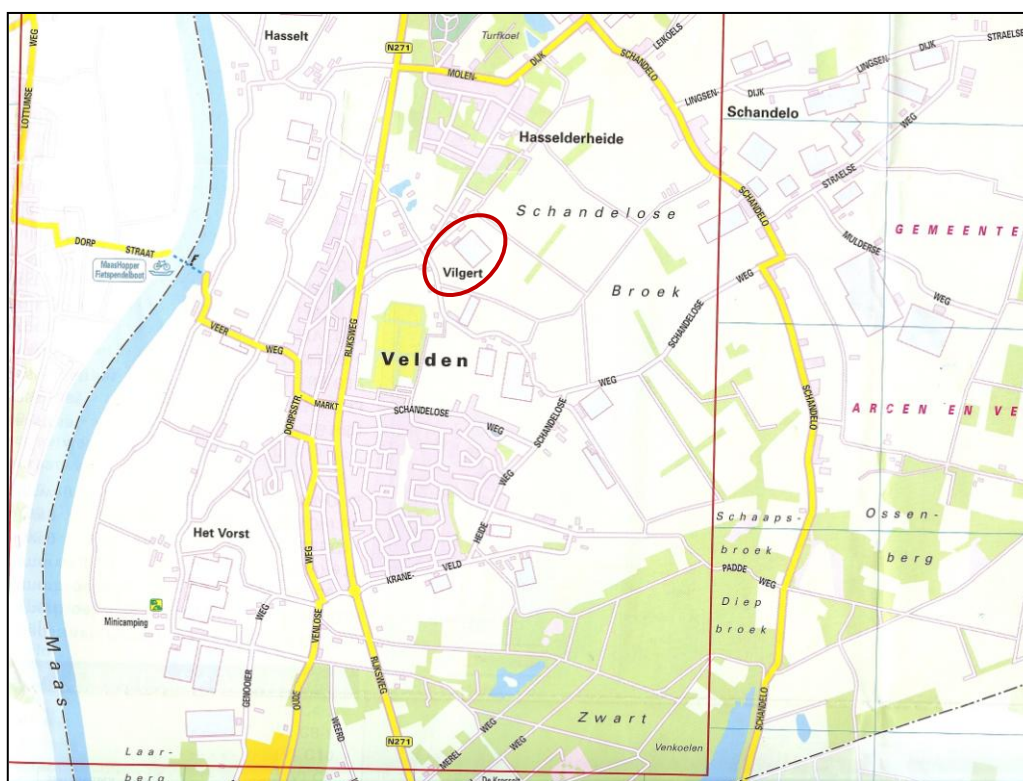 WEG
Hasselt
N271
Turfkoel
LEIKOELS
DIJK
STRAELSE
LOTTUMSE
MOLEN-
DIJK
SCHANDELO
LINGSEN-
LINGSEN-
DIJK
Schandelo
WEG
Hasselderheide
STRAELSE
SCHANDELO
Schandelose
MULDERSE
GEMEENTE
DORP
STRAAT
MaasHopper
Fietspendelboot
Vilgert
Broek
WEG
WEG
SCHANDELOSE
VEER
WEG
RIJKSWEG
Velden
WEG
MARKT
DORPSSTR.
SCHANDELOSE
WEG
SCHANDELOSE
SCHANDELO
ARCEN EN VE
WEG
Het Vorst
HEIDE
Schaaps-
broek
Ossen-
berg
WEG
KRANE-
VELD
PADDE
WEG
Diep
broek
Minicamping
WEG
VENLOSE
Maas
GENOOIER
OUDE
RIJKSWEG
WEERD
SCHANDELO
Zwart
WEG
N271
MEREL
WEG
Venkoelen
Laar-
berg